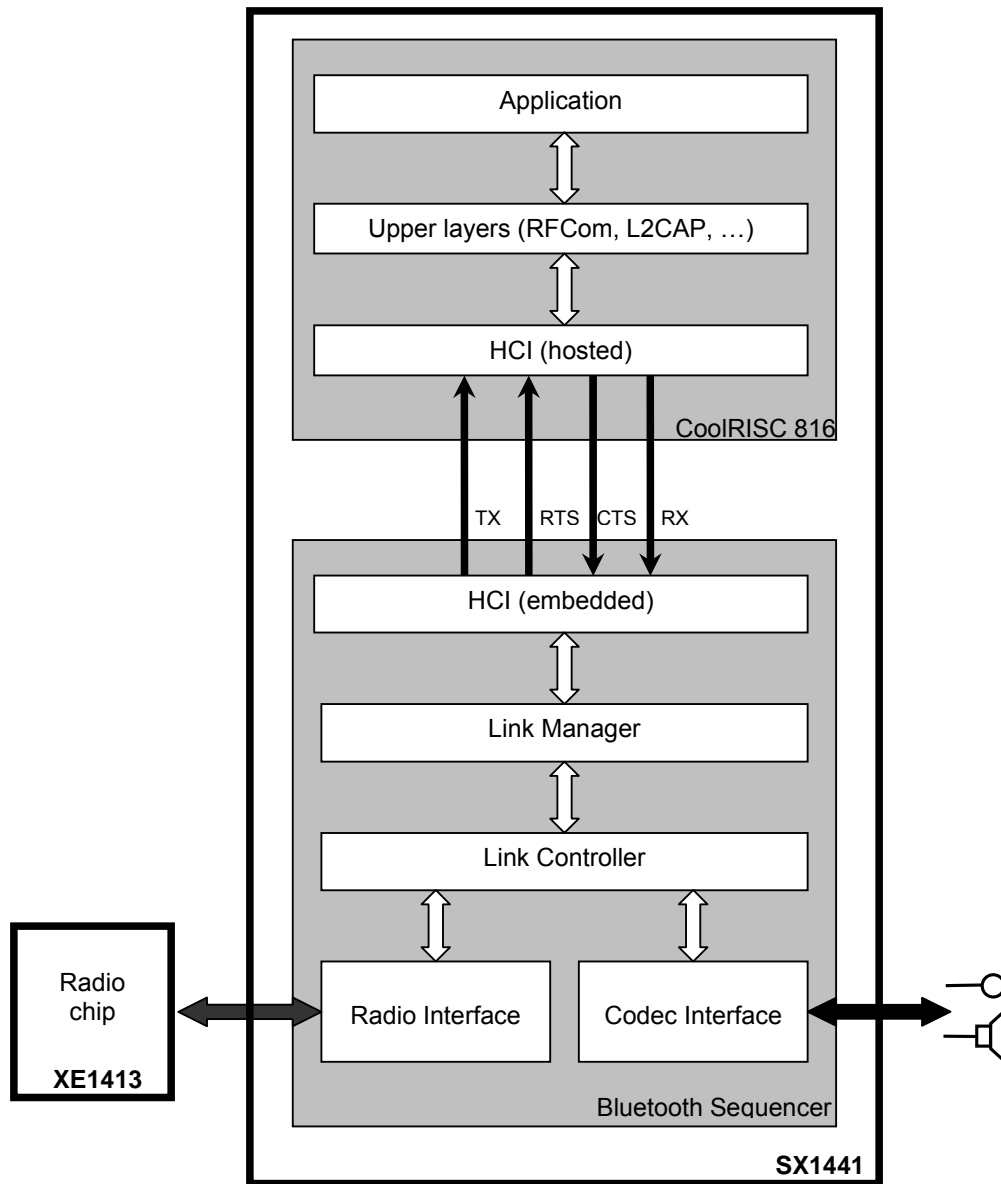 Application
Upper layers (RFCom, L2CAP, …)
HCI (hosted)
CoolRISC 816
TX RTS CTS RX
HCI (embedded)
Link Manager
Link Controller
Radio
chip
XE1413
Radio Interface
Codec Interface
Bluetooth Sequencer
SX1441